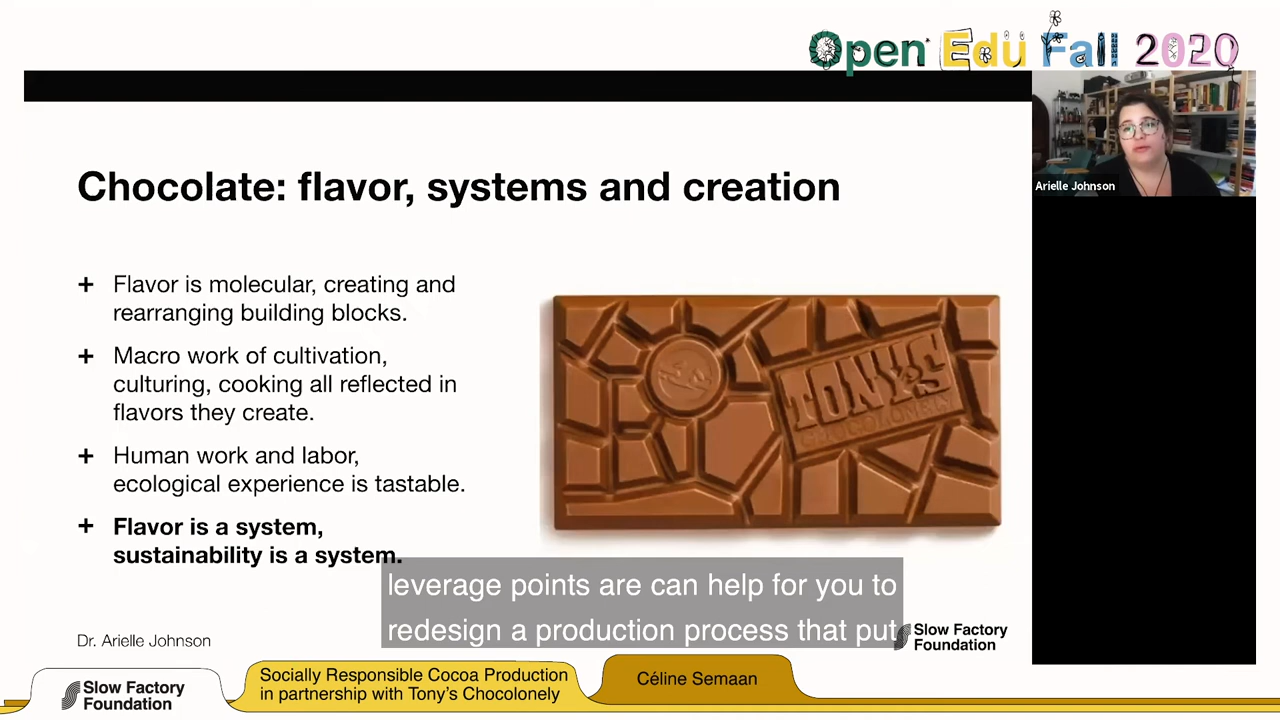 Open Edu Fall 2020
Arielle Johnson
Chocolate: flavor, systems and creation
+ Flavor is molecular, creating and
rearranging building blocks.
+ Macro work of cultivation,
culturing, cooking all reflected in
flavors they create.
+ Human work and labor,
ecological experience is tastable.
+ Flavor is a system,
sustainability is a system.
TONY'S
CHOCOLONELY
leverage points are can help for you to
redesign a production process that put
Dr. Arielle Johnson
Slow Factory
Foundation
Slow Factory
Foundation
Socially Responsible Cocoa Production
in partnership with Tony's Chocolonely
Céline Semaan